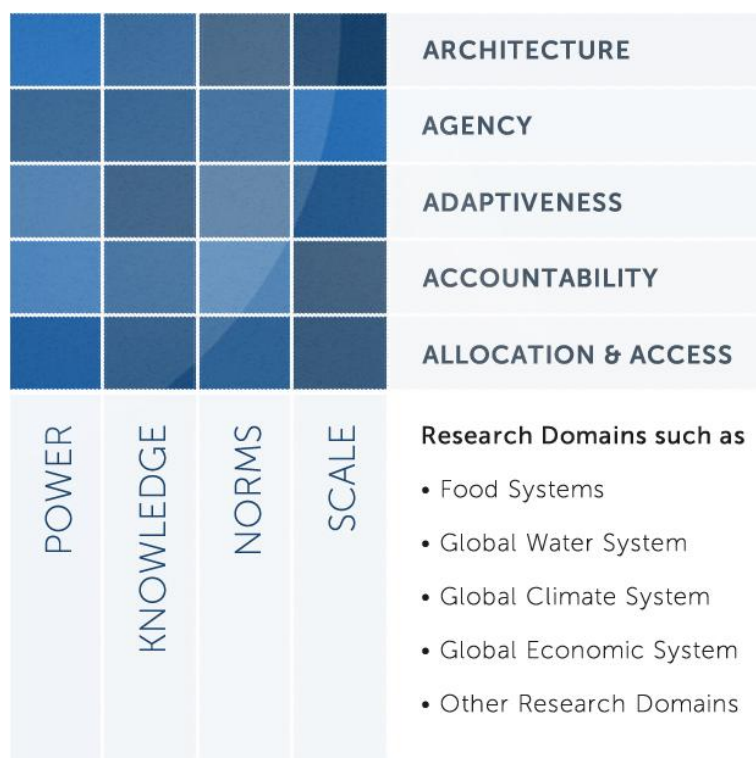 ARCHITECTURE
AGENCY
ADAPTIVENESS
ACCOUNTABILITY
ALLOCATION & ACCESS
POWER
KNOWLEDGE
NORMS
SCALE
Research Domains such as
• Food Systems
• Global Water System
• Global Climate System
• Global Economic System
• Other Research Domains